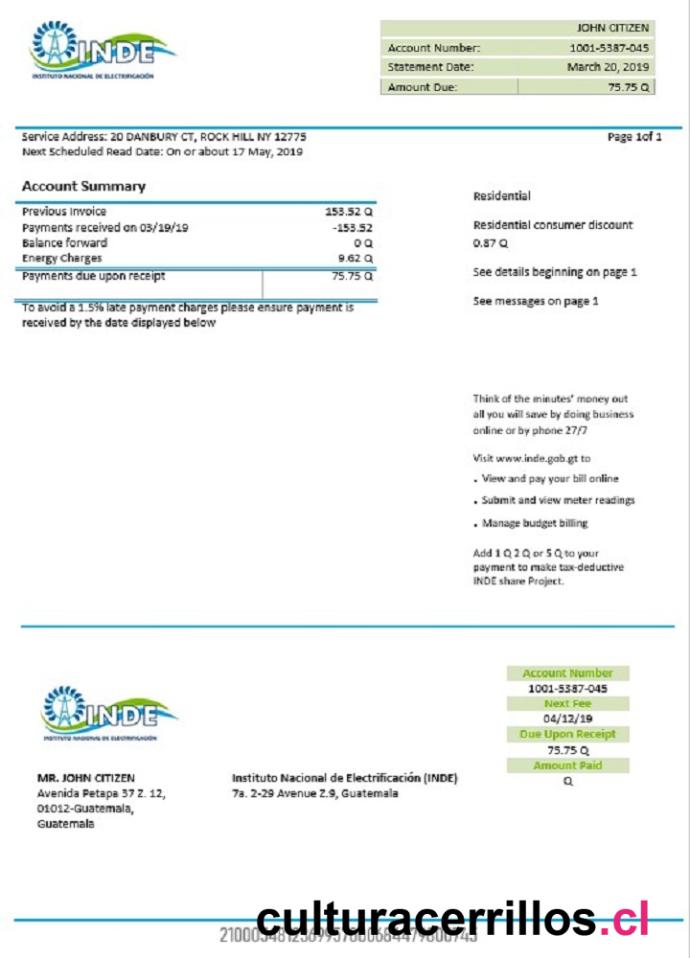 INDE
INSTITUTO NACIONAL DE ELECTRIFICACIÓN
JOHN CITIZEN
Account Number: 1001-5387-045
Statement Date: March 20, 2019
Amount Due: 75.75 Q
Service Address: 20 DANBURY CT, ROCK HILL NY 12775
Page 1of 1
Next Scheduled Read Date: On or about 17 May, 2019
Account Summary
Previous Invoice 153.52 Q
Payments received on 03/19/19 -153.52
Balance forward 0 Q
Energy Charges 9.62 Q
Payments due upon receipt 75.75 Q
To avoid a 1.5% late payment charges please ensure payment is
received by the date displayed below
Residential
Residential consumer discount
0.87 Q
See details beginning on page 1
See messages on page 1
Think of the minutes' money out
all you will save by doing business
online or by phone 27/7
Visit www.inde.gob.gt to
• View and pay your bill online
• Submit and view meter readings
• Manage budget billing
Add 1 Q 2 Q or 5 Q to your
payment to make tax-deductive
INDE share Project.
INDE
INSTITUTO NACIONAL DE ELECTRIFICACIÓN
Account Number
1001-5387-045
Next Fee
04/12/19
Due Upon Receipt
75.75 Q
Amount Paid
Q
MR. JOHN CITIZEN
Avenida Petapa 37 Z. 12,
01012-Guatemala,
Guatemala
Instituto Nacional de Electrificación (INDE)
7a. 2-29 Avenue Z.9, Guatemala
culturacerrillos.cl